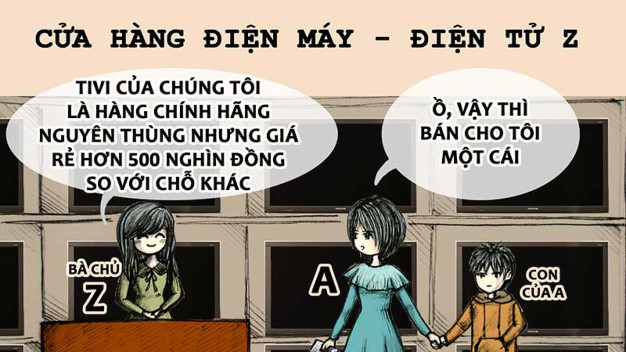 CỬA HÀNG ĐIỆN MÁY - ĐIỆN TỬ Z
TIVI CỦA CHÚNG TÔI
LÀ HÀNG CHÍNH HÃNG
NGUYÊN THÙNG NHƯNG GIÁ
RẺ HƠN 500 NGHÌN ĐỒNG
SO VỚI CHỖ KHÁC
Ồ, VẬY THÌ
BÁN CHO TÔI
MỘT CÁI
BÀ CHỦ
Z
A
CON
CỦA A